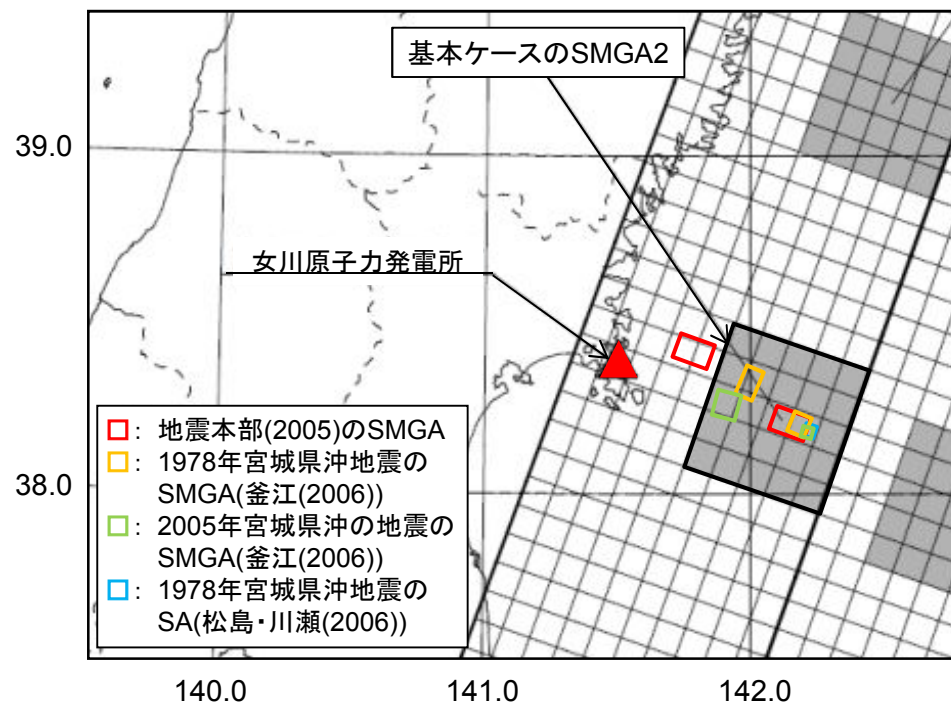 基本ケースのSMGA2
39.0
女川原子力発電所
□: 地震本部(2005)のSMGA
□: 1978年宮城県沖地震の
SMGA(釜江(2006))
□: 2005年宮城県沖の地震の
SMGA(釜江(2006))
□: 1978年宮城県沖地震の
SA(松島・川瀬(2006))
38.0
140.0 141.0 142.0